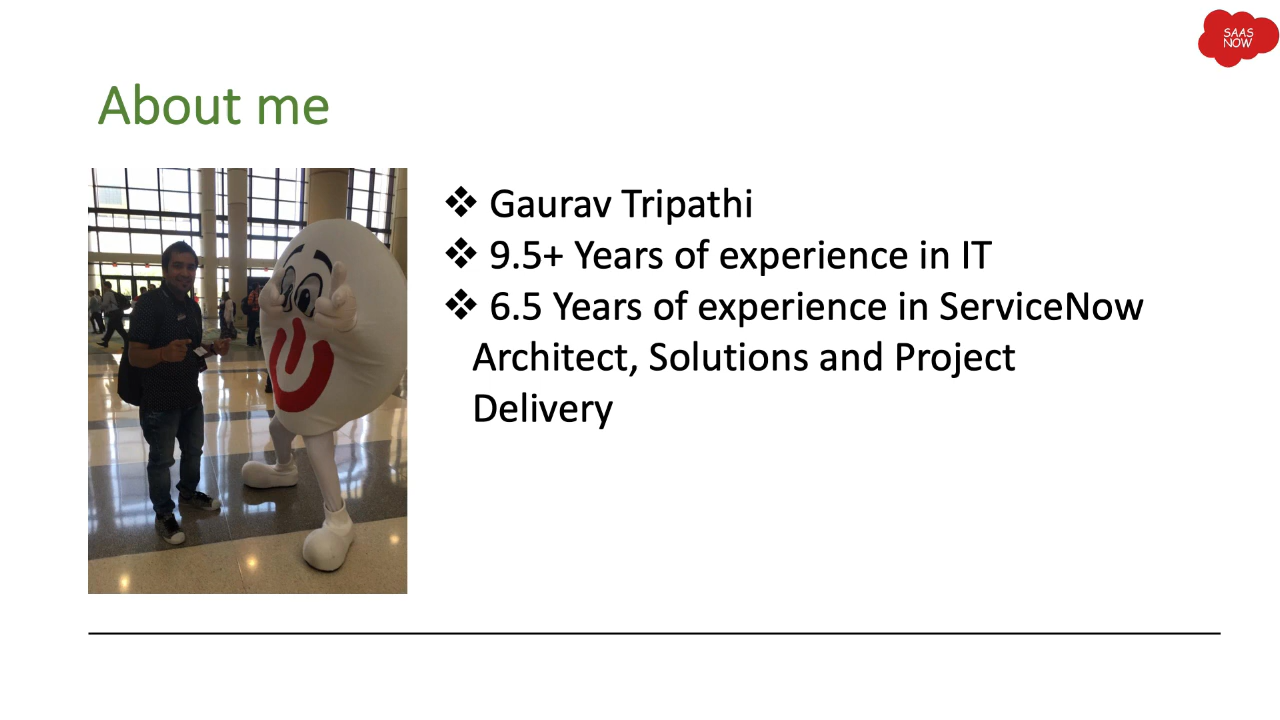 SAAS
NOW
About me
❖ Gaurav Tripathi
❖ 9.5+ Years of experience in IT
❖ 6.5 Years of experience in ServiceNow
Architect, Solutions and Project
Delivery